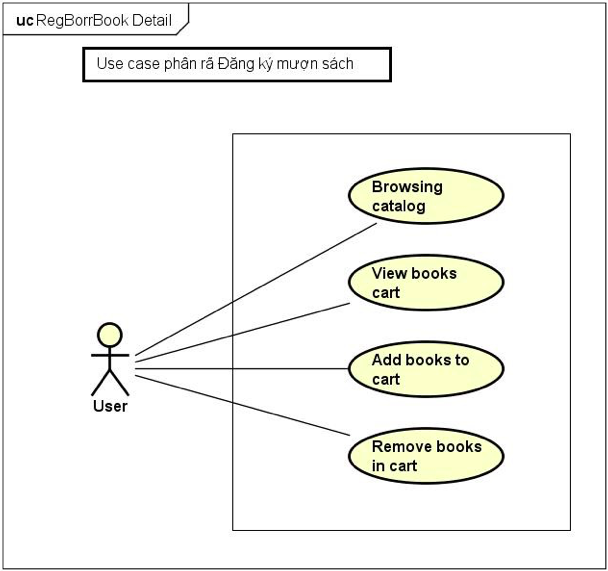 uc RegBorrBook Detail
Use case phân rã Đăng ký mượn sách
Browsing
catalog
View books
cart
Add books to
cart
Remove books
in cart
User